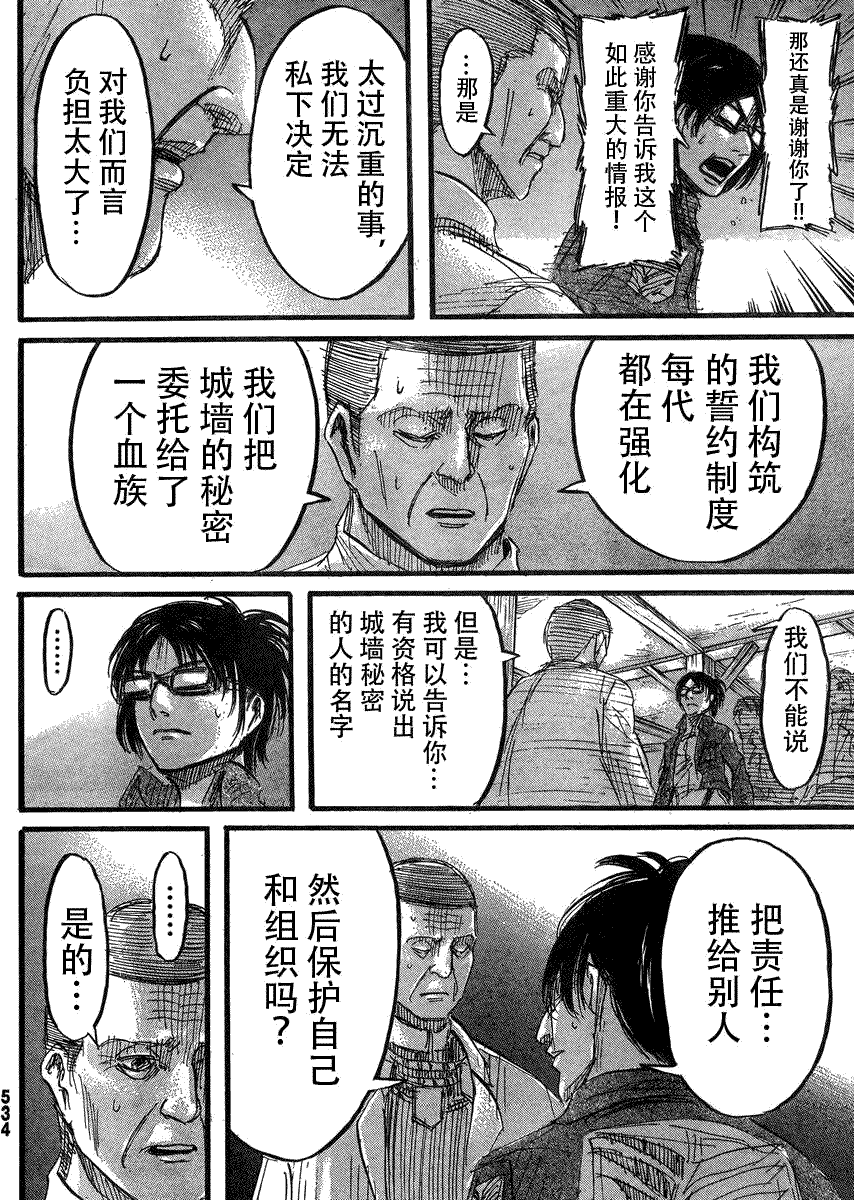 那还真是谢谢你了!!
感谢你告诉我这个
如此重大的情报！
…那是
太过沉重的事，
我们无法
私下决定
对我们而言
负担太大了…
我们构筑
的誓约制度
每代
都在强化
我们把
城墙的秘密
委托给了
一个血族
我们不能说
但是…
我可以告诉你…
有资格说出
城墙秘密
的人的名字
……
把责任…
推给别人
然后保护自己
和组织吗？
……
是的…
534